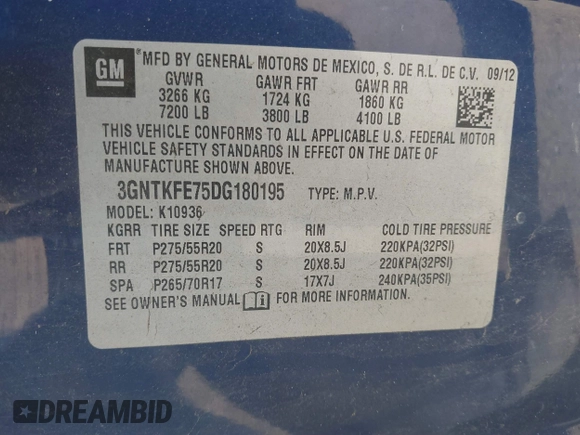 GM
MFD BY GENERAL MOTORS DE MEXICO, S. DE R.L. DE C.V. 09/12
GVWR GAWR FRT GAWR RR
3266 KG 1724 KG 1860 KG
7200 LB 3800 LB 4100 LB
THIS VEHICLE CONFORMS TO ALL APPLICABLE U.S. FEDERAL MOTOR
VEHICLE SAFETY STANDARDS IN EFFECT ON THE DATE OF
MANUFACTURE SHOWN ABOVE.
3GNTKFE75DG180195 TYPE: M.P.V.
MODEL: K10936
KGRR TIRE SIZE SPEED RTG RIM COLD TIRE PRESSURE
FRT P275/55R20 S 20X8.5J 220KPA(32PSI)
RR P275/55R20 S 20X8.5J 220KPA(32PSI)
SPA P265/70R17 S 17X7J 240KPA(35PSI)
SEE OWNER'S MANUAL FOR MORE INFORMATION.
DREAMBID